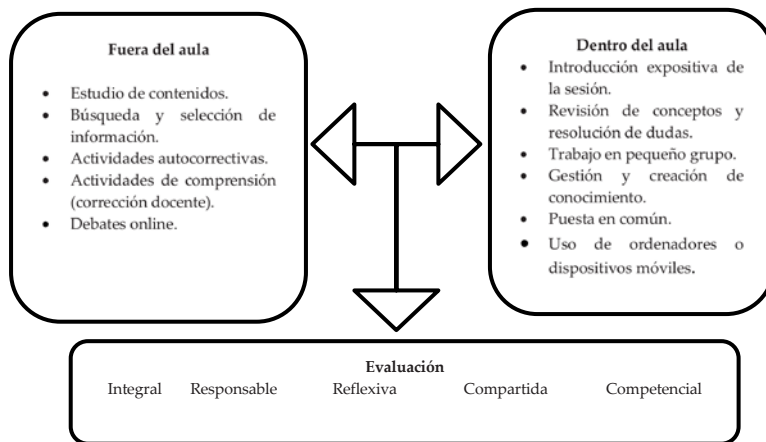 Fuera del aula
• Estudio de contenidos.
• Búsqueda y selección de
información.
• Actividades autocorrectivas.
• Actividades de comprensión
(corrección docente).
• Debates online.
Dentro del aula
• Introducción expositiva de
la sesión.
• Revisión de conceptos y
resolución de dudas.
• Trabajo en pequeño grupo.
• Gestión y creación de
conocimiento.
• Puesta en común.
• Uso de ordenadores o
dispositivos móviles.
Evaluación
Integral Responsable Reflexiva Compartida Competencial